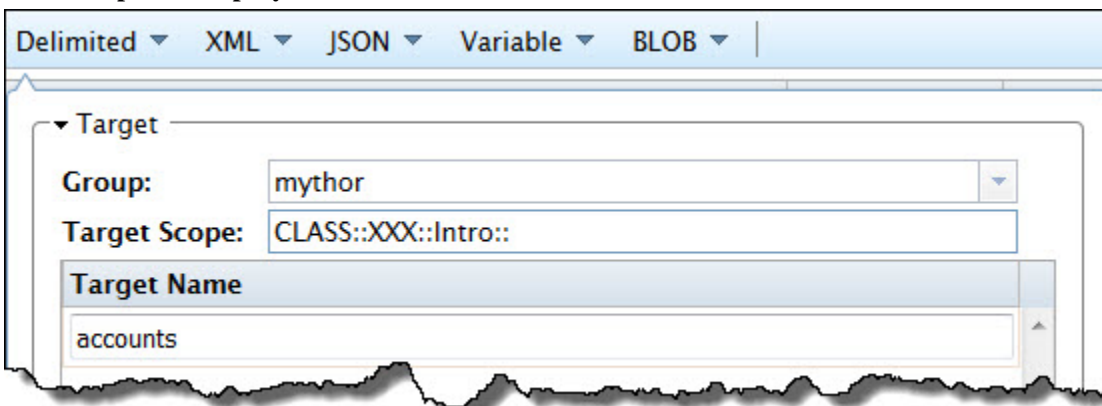 Delimited XML JSON Variable BLOB
Target
Group: mythor
Target Scope: CLASS::XXX::Intro::
Target Name
accounts